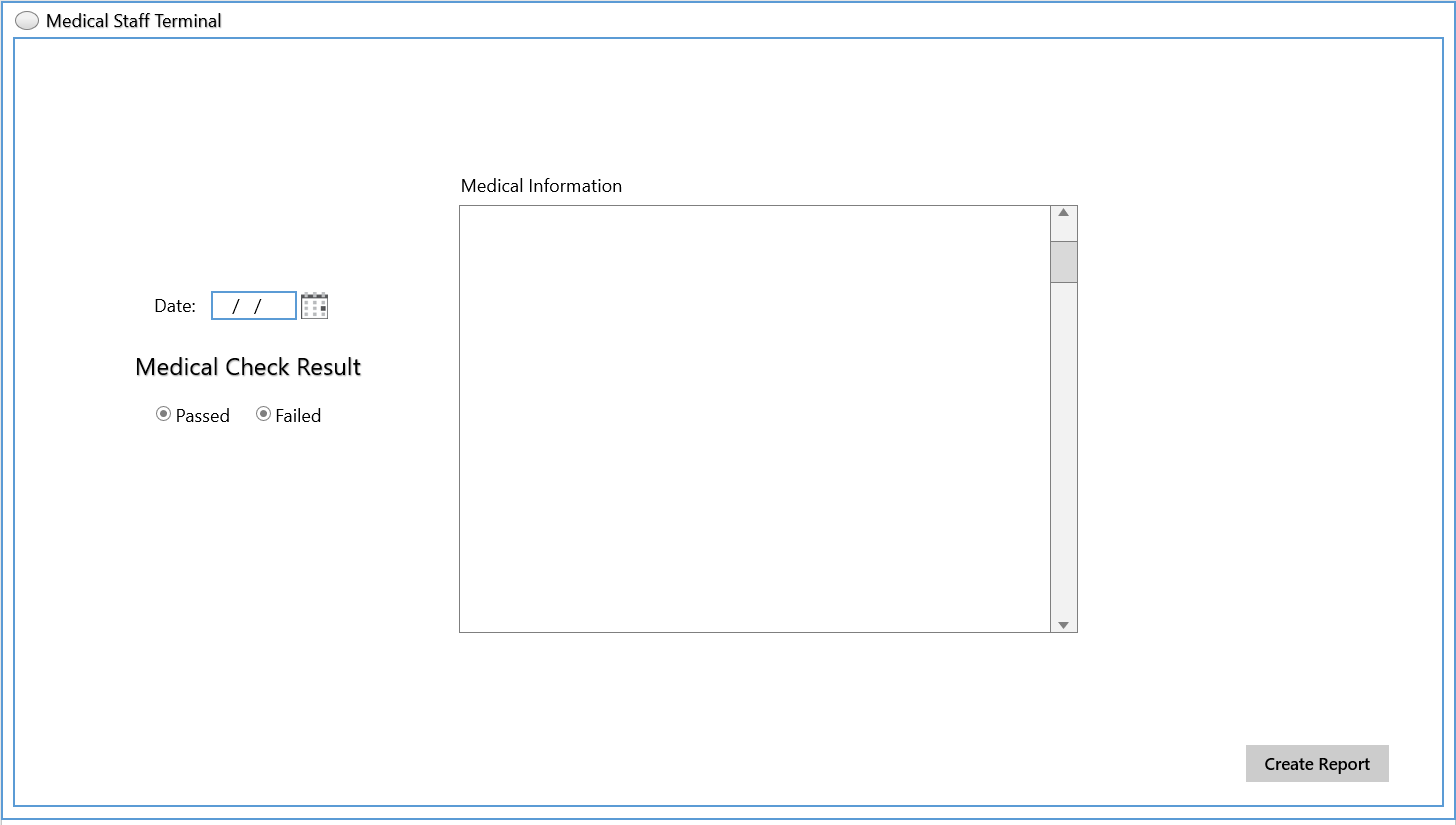 Medical Staff Terminal
Medical Information
Date: / /
Medical Check Result
Passed Failed
Create Report